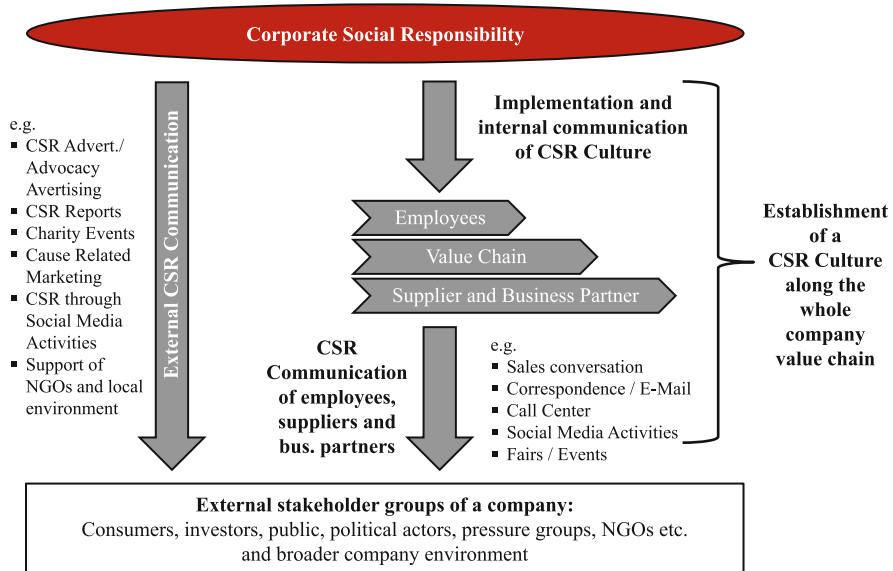 Corporate Social Responsibility
e.g.
▪ CSR Advert./
Advocacy
Avertising
▪ CSR Reports
▪ Charity Events
▪ Cause Related
Marketing
▪ CSR through
Social Media
Activities
▪ Support of
NGOs and local
environment
External CSR Communication
Implementation and
internal communication
of CSR Culture
Employees
Value Chain
Supplier and Business Partner
CSR
Communication
of employees,
suppliers and
bus. partners
e.g.
▪ Sales conversation
▪ Correspondence / E-Mail
▪ Call Center
▪ Social Media Activities
▪ Fairs / Events
Establishment
of a
CSR Culture
along the
whole
company
value chain
External stakeholder groups of a company:
Consumers, investors, public, political actors, pressure groups, NGOs etc.
and broader company environment